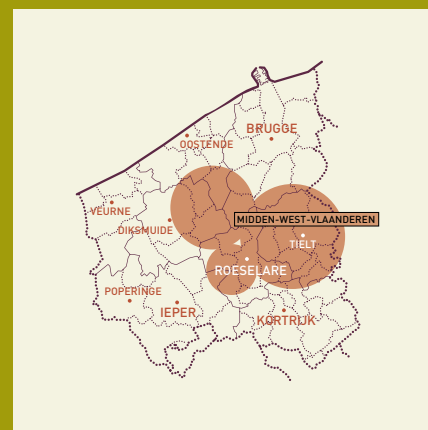 BRUGGE
OOSTENDE
VEURNE
MIDDEN-WEST-VLAANDEREN
DIKSMUIDE
TIELT
ROESELARE
POPERINGE
IEPER
KORTRIJK